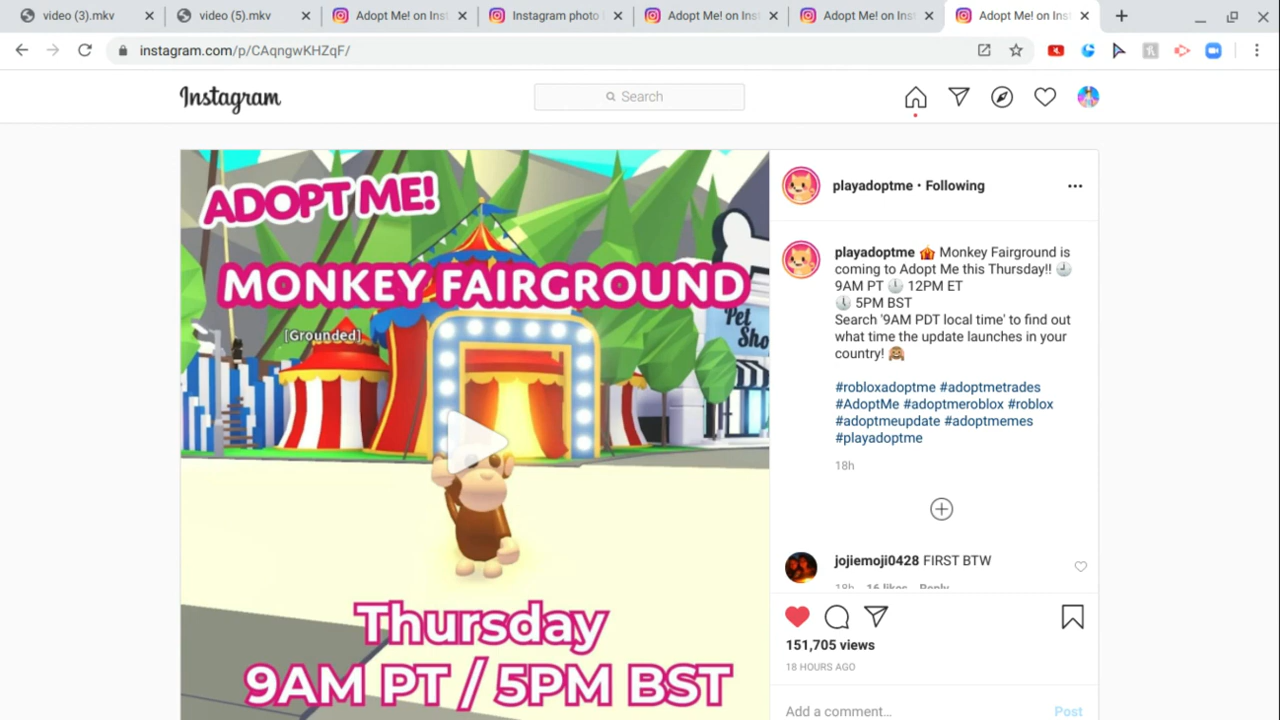 video (3).mkv
video (5).mkv
Adopt Me! on Inst
Instagram photo
Adopt Me! on Inst
Adopt Me! on Inst
Adopt Me! on Inst
instagram.com/p/CAqngwKHZqF/
Instagram
Search
ADOPT ME!
MONKEY FAIRGROUND
[Grounded]
Pet
Sho
Thursday
9AM PT / 5PM BST
playadoptme • Following
playadoptme 🎪 Monkey Fairground is
coming to Adopt Me this Thursday!! 🕘
9AM PT 🕛 12PM ET
🕔 5PM BST
Search '9AM PDT local time' to find out
what time the update launches in your
country! 🙈
#robloxadoptme #adoptmetrades
#AdoptMe #adoptmeroblox #roblox
#adoptmeupdate #adoptmemes
#playadoptme
18h
jojiemoji0428 FIRST BTW
18h 16 likes Reply
151,705 views
18 HOURS AGO
Add a comment... Post